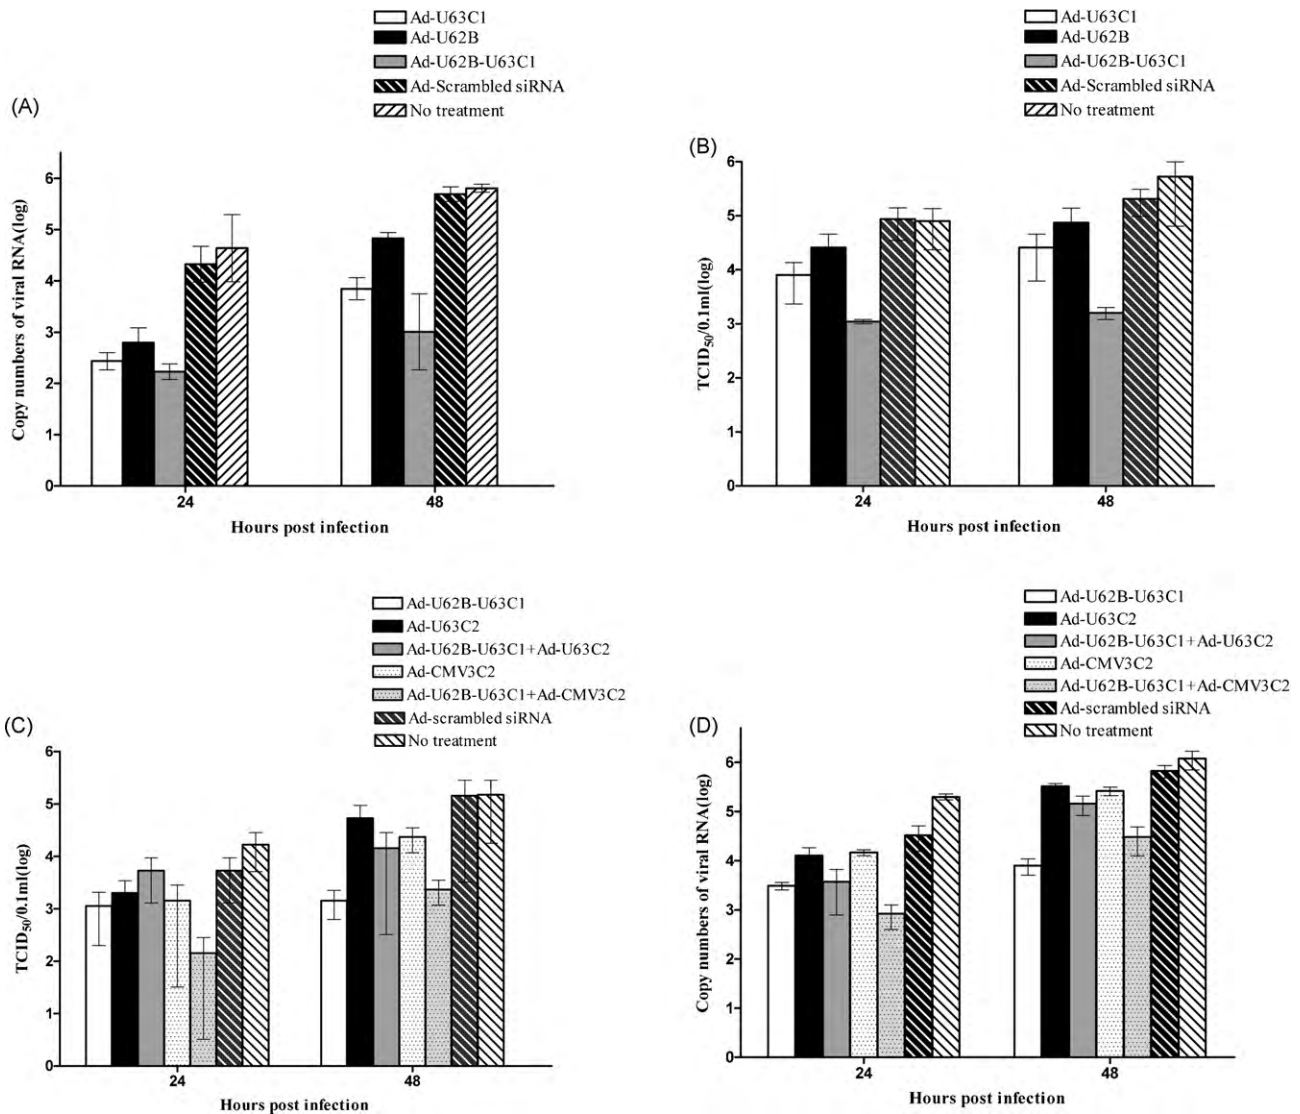 Ad-U63C1
Ad-U62B
Ad-U62B-U63C1
Ad-Scrambled siRNA
No treatment
(A)
Copy numbers of viral RNA(log)
6
5
4
3
2
1
0
24
48
Hours post infection
Ad-U63C1
Ad-U62B
Ad-U62B-U63C1
Ad-Scrambled siRNA
No treatment
(B)
TCID50/0.1ml(log)
6
5
4
3
2
1
0
24
48
Hours post infection
Ad-U62B-U63C1
Ad-U63C2
Ad-U62B-U63C1+Ad-U63C2
Ad-CMV3C2
Ad-U62B-U63C1+Ad-CMV3C2
Ad-scrambled siRNA
No treatment
(C)
TCID50/0.1ml(log)
6
5
4
3
2
1
0
24
48
Hours post infection
Ad-U62B-U63C1
Ad-U63C2
Ad-U62B-U63C1+Ad-U63C2
Ad-CMV3C2
Ad-U62B-U63C1+Ad-CMV3C2
Ad-scrambled siRNA
No treatment
(D)
Copy numbers of viral RNA(log)
6
5
4
3
2
1
0
24
48
Hours post infection